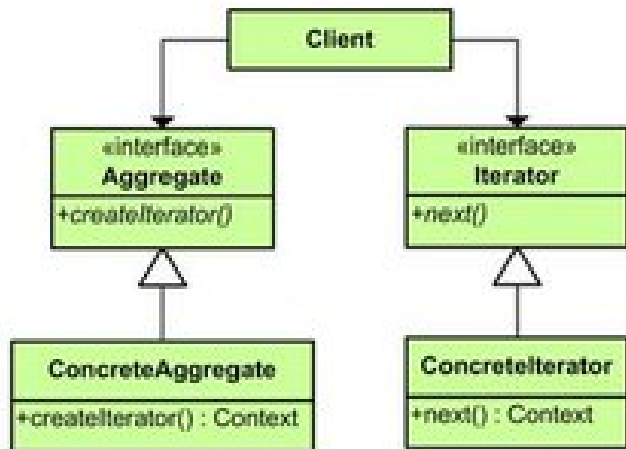 Client
«interface»
Aggregate
+createIterator()
«interface»
Iterator
+next()
ConcreteAggregate
+createIterator() : Context
ConcreteIterator
+next() : Context